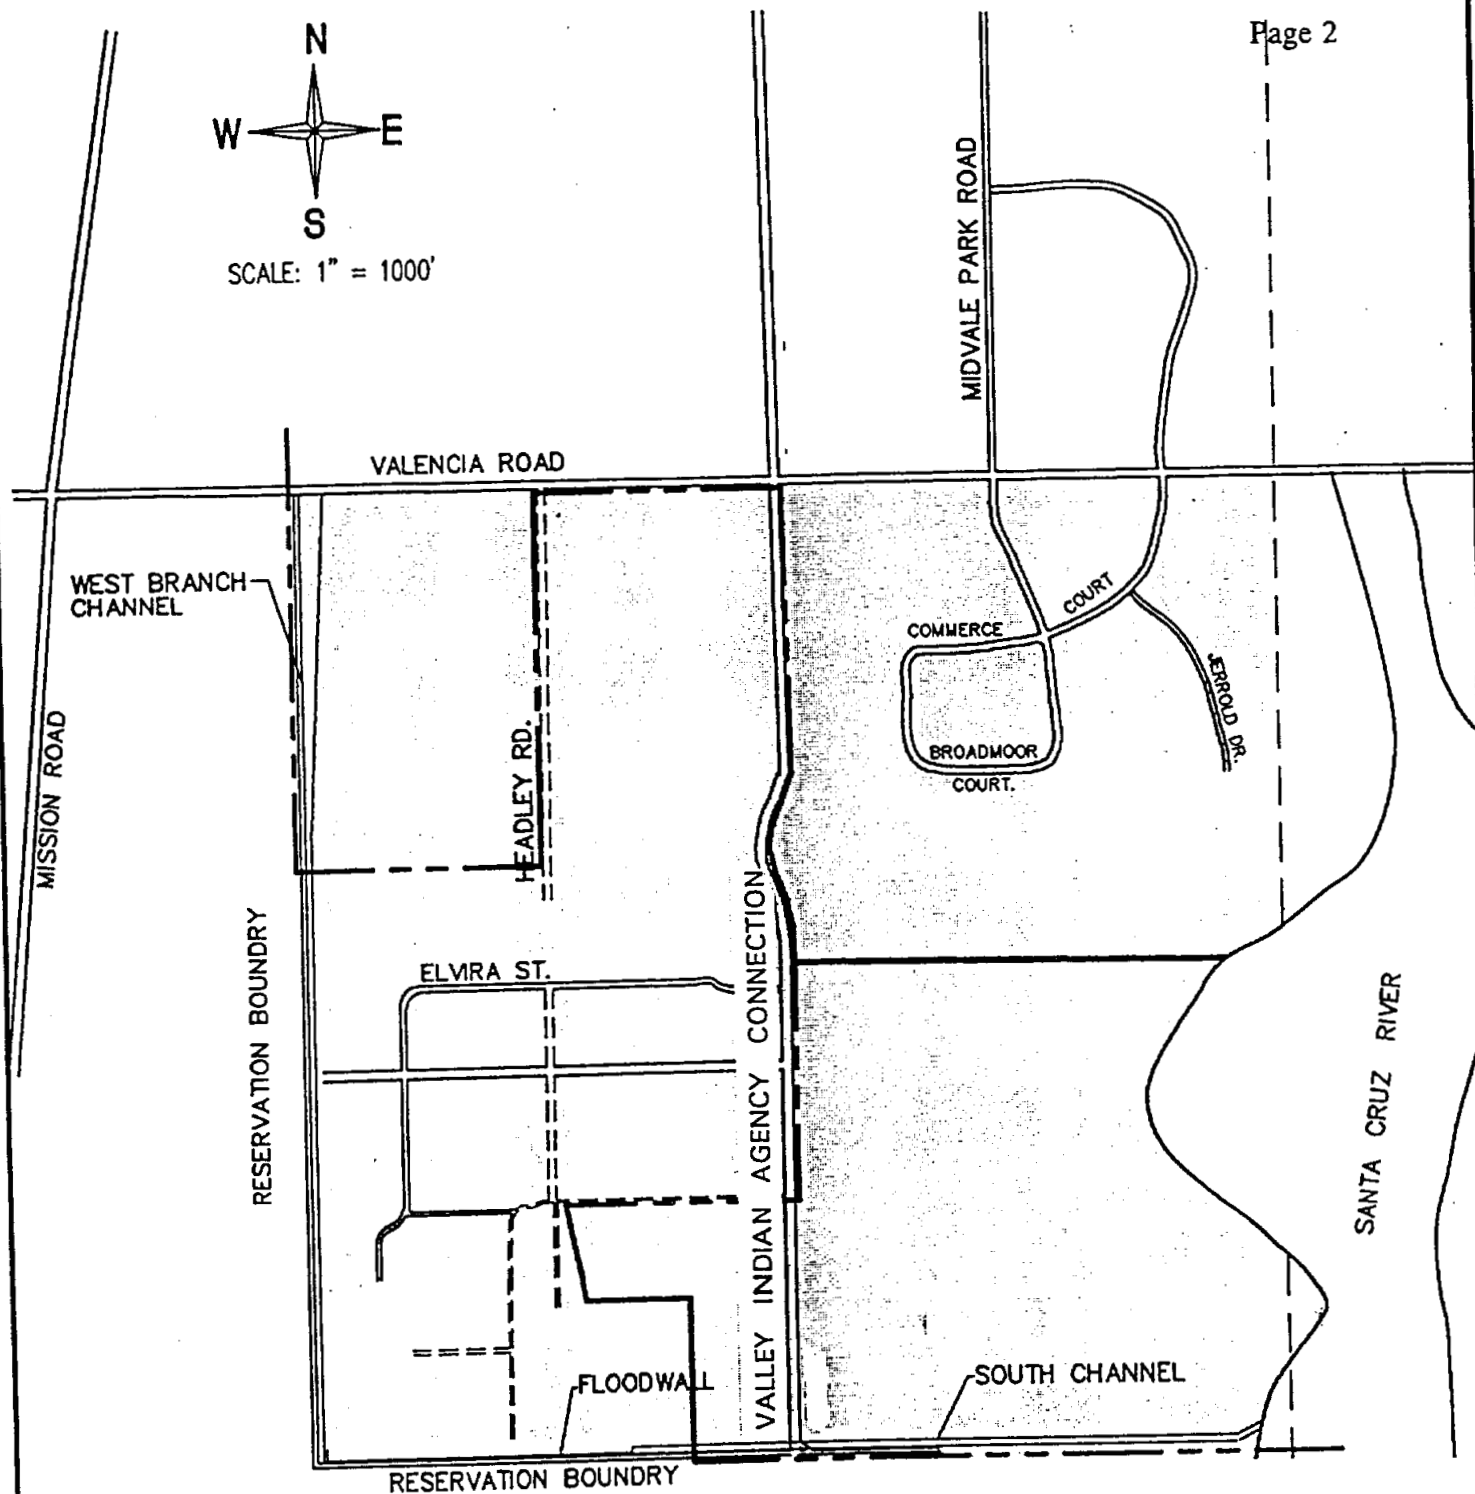 Page 2
N
W E
S
SCALE: 1" = 1000'
MIDVALE PARK ROAD
VALENCIA ROAD
WEST BRANCH
CHANNEL
COMMERCE
COURT
JERROLD DR.
BROADMOOR
COURT.
MISSION ROAD
HEADLEY RD.
RESERVATION BOUNDRY
ELVIRA ST.
VALLEY INDIAN AGENCY CONNECTION
SANTA CRUZ RIVER
FLOODWALL
SOUTH CHANNEL
RESERVATION BOUNDRY